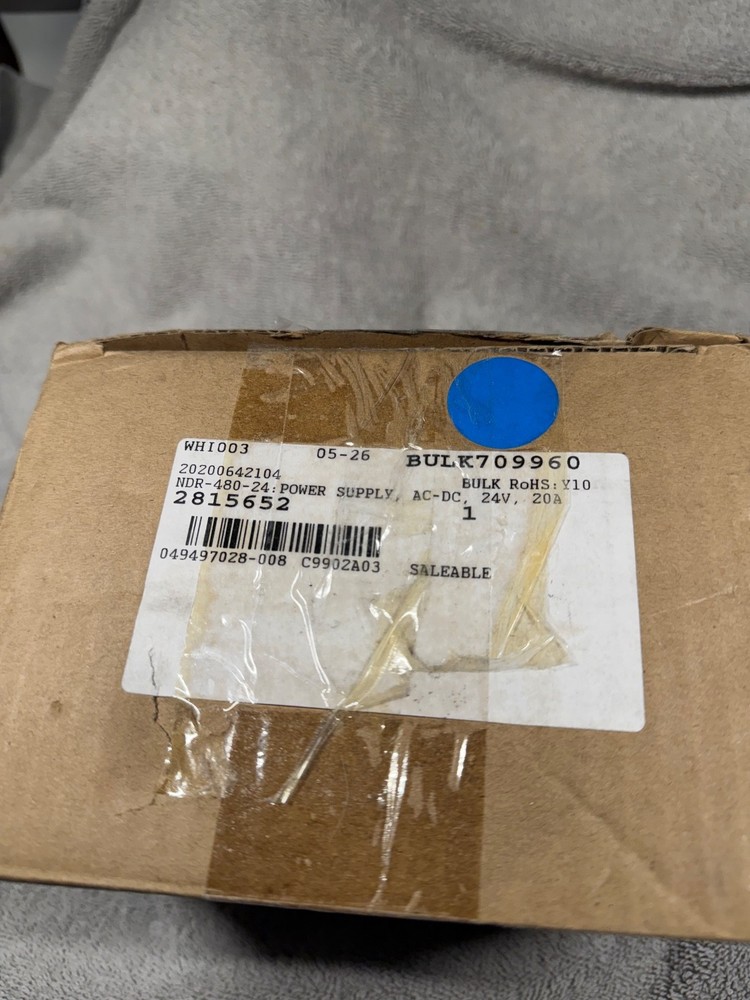 WHI003 05-26 BULK709960
20200642104 BULK RoHS:Y10
NDR-480-24:POWER SUPPLY, AC-DC, 24V, 20A
2815652 1
049497028-008 C9902A03 SALEABLE